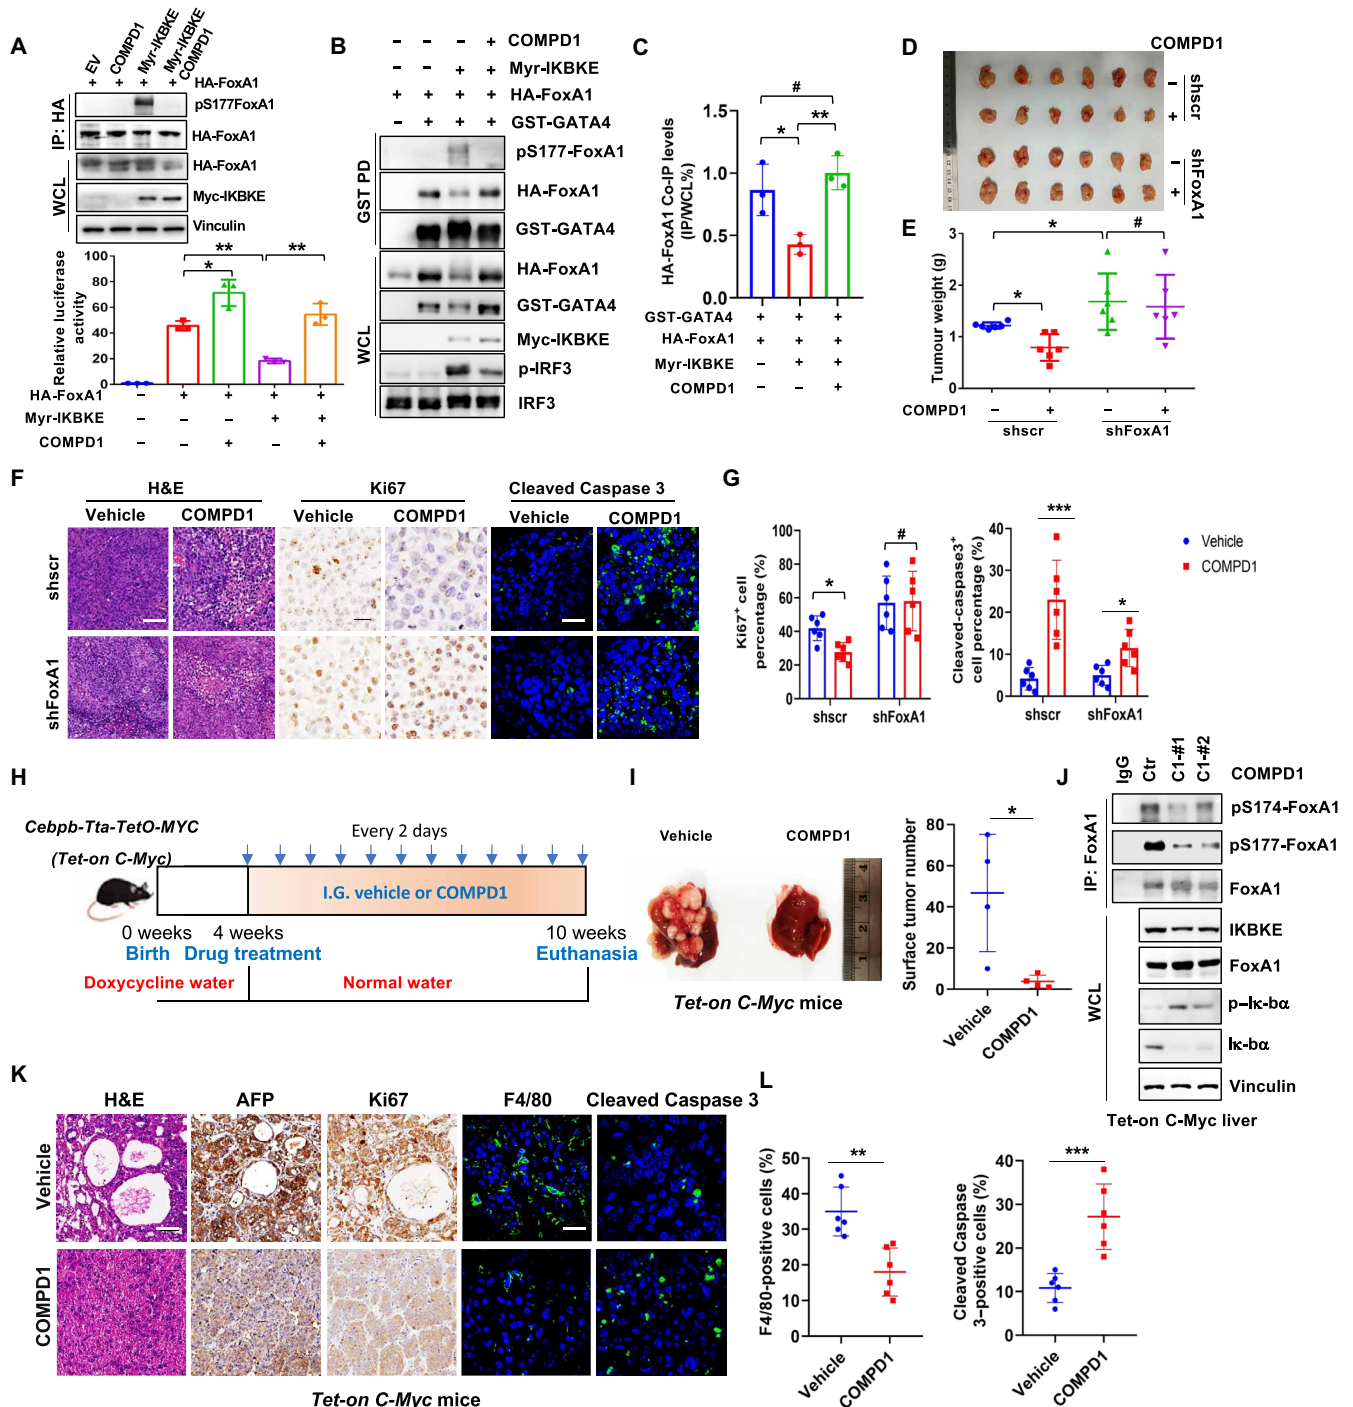 A
EV
COMPD1
Myr-IKBKE
Myr-IKBKE
COMPD1
+ + + + HA-FoxA1
IP: HA
pS177FoxA1
HA-FoxA1
WCL
HA-FoxA1
Myc-IKBKE
Vinculin
Relative luciferase
activity
100
80
60
40
20
0
** **
*
HA-FoxA1 − + + + +
Myr-IKBKE − − − + +
COMPD1 − − + − +
B
− − − + COMPD1
− − + + Myr-IKBKE
+ + + + HA-FoxA1
− + + + GST-GATA4
GST PD
pS177-FoxA1
HA-FoxA1
GST-GATA4
WCL
HA-FoxA1
GST-GATA4
Myc-IKBKE
p-IRF3
IRF3
C
HA-FoxA1 Co-IP levels
(IP/WCL%)
1.5
1.0
0.5
0.0
#
* **
GST-GATA4 + + +
HA-FoxA1 + + +
Myr-IKBKE − + +
COMPD1 − − +
D
COMPD1
−
+
shscr
−
+
shFoxA1
E
Tumour weight (g)
3
2
1
0
* #
*
COMPD1 − + − +
shscr shFoxA1
F
H&E Ki67 Cleaved Caspase 3
Vehicle COMPD1 Vehicle COMPD1 Vehicle COMPD1
shscr
shFoxA1
G
Ki67+ cell
percentage (%)
100
80
60
40
20
0
*
#
shscr shFoxA1
Cleaved-caspase3+
cell percentage (%)
40
30
20
10
0
***
*
shscr shFoxA1
Vehicle
COMPD1
H
Cebpb-Tta-TetO-MYC
(Tet-on C-Myc)
Every 2 days
I.G. vehicle or COMPD1
0 weeks 4 weeks 10 weeks
Birth Drug treatment Euthanasia
Doxycycline water Normal water
I
Vehicle COMPD1
4
3
2
1
Tet-on C-Myc mice
Surface tumor number
80
60
40
20
0
*
Vehicle
COMPD1
J
IgG
Ctr
C1-#1
C1-#2
COMPD1
IP: FoxA1
pS174-FoxA1
pS177-FoxA1
FoxA1
WCL
IKBKE
FoxA1
p–Iκ-bα
Iκ-bα
Vinculin
Tet-on C-Myc liver
K
H&E AFP Ki67 F4/80 Cleaved Caspase 3
Vehicle
COMPD1
Tet-on C-Myc mice
L
F4/80-positive cells (%)
50
40
30
20
10
0
**
Vehicle
COMPD1
Cleaved Caspase
3–positive cells (%)
40
30
20
10
0
***
Vehicle
COMPD1